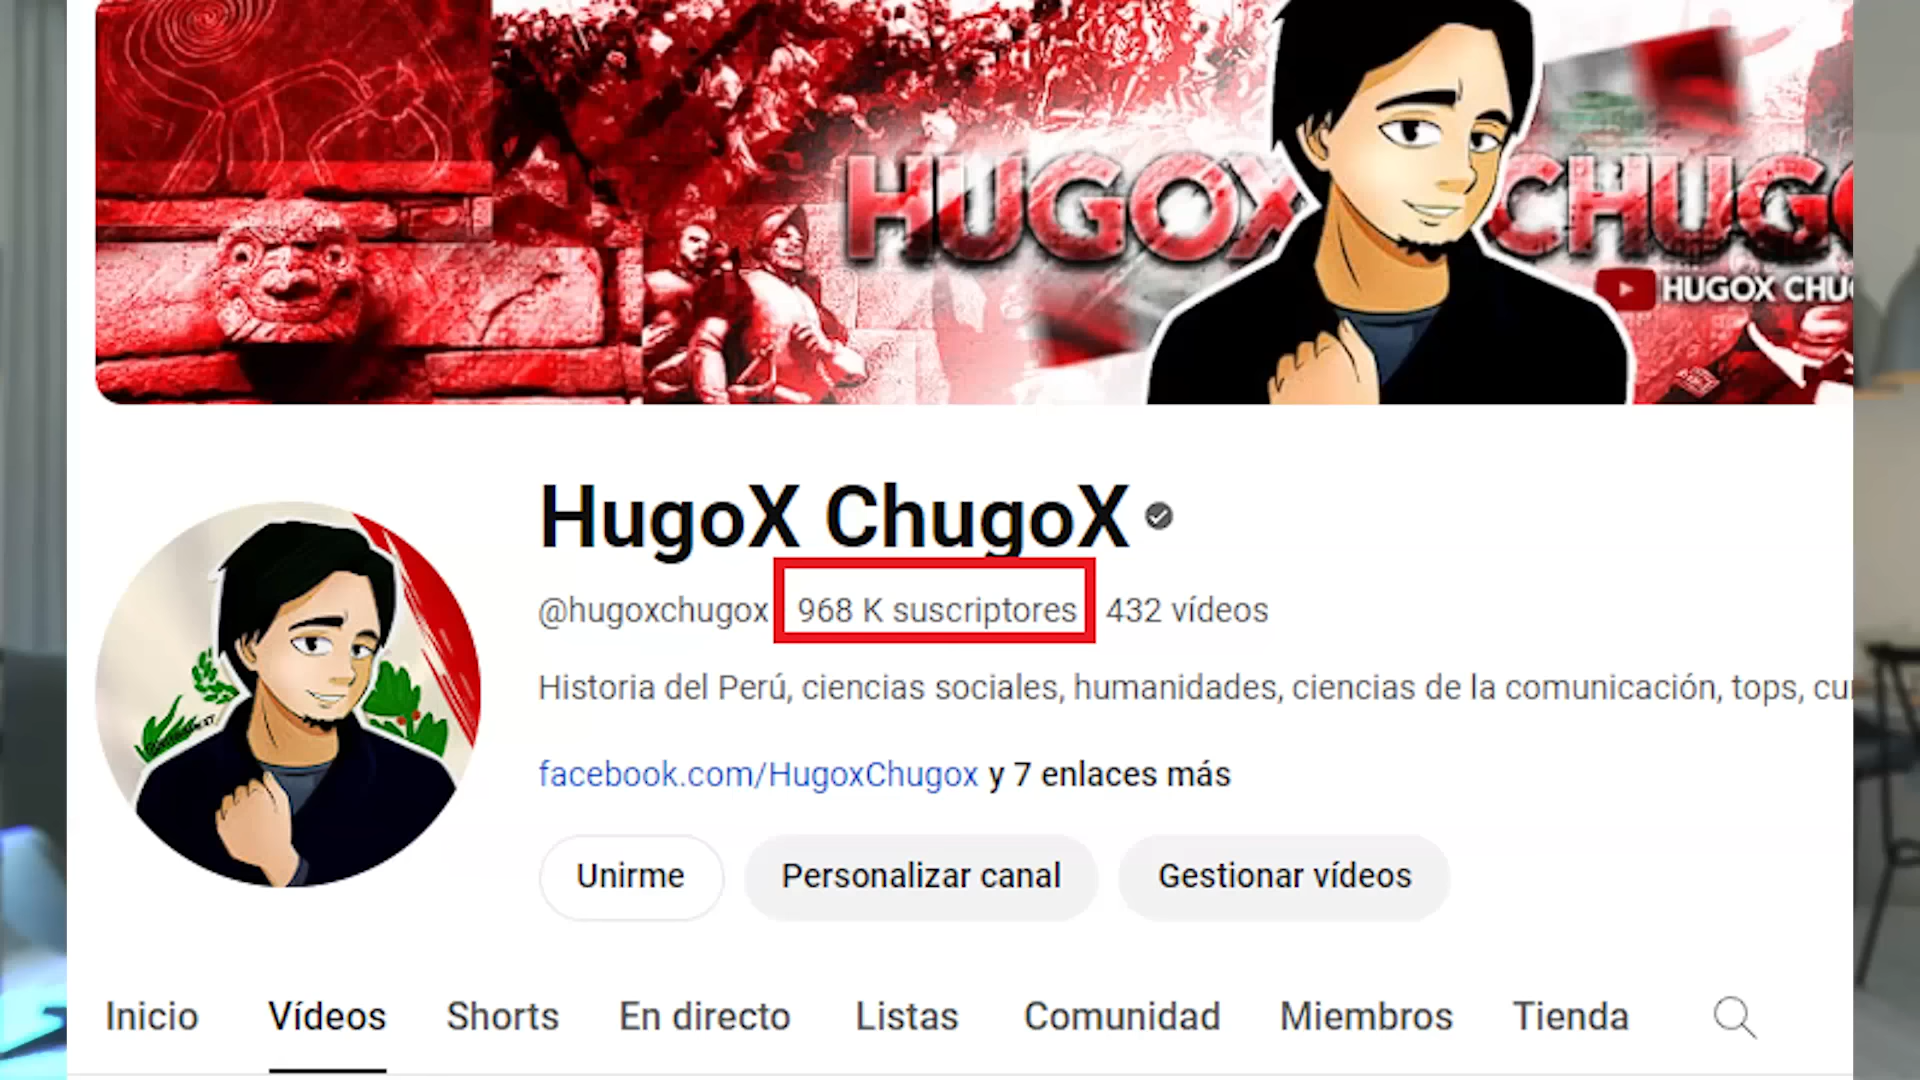 HUGOX CHUGO
HUGOX CHU
HugoX ChugoX
@hugoxchugox 968 K suscriptores 432 vídeos
Historia del Perú, ciencias sociales, humanidades, ciencias de la comunicación, tops, cu
facebook.com/HugoxChugox y 7 enlaces más
Unirme Personalizar canal Gestionar vídeos
Inicio Vídeos Shorts En directo Listas Comunidad Miembros Tienda